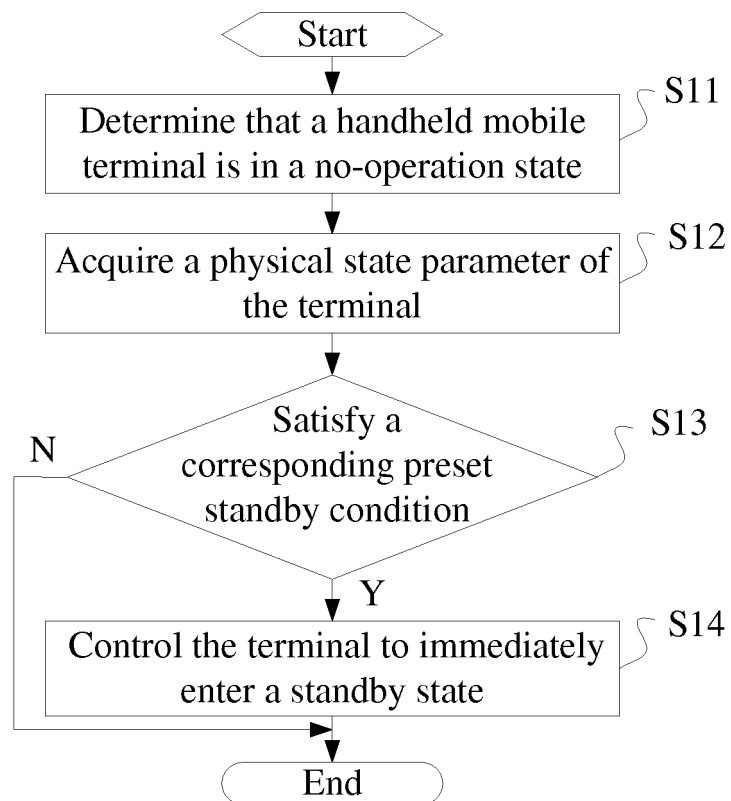 Start
S11
Determine that a handheld mobile
terminal is in a no-operation state
S12
Acquire a physical state parameter of
the terminal
S13
Satisfy a
corresponding preset
standby condition
N
Y
S14
Control the terminal to immediately
enter a standby state
End